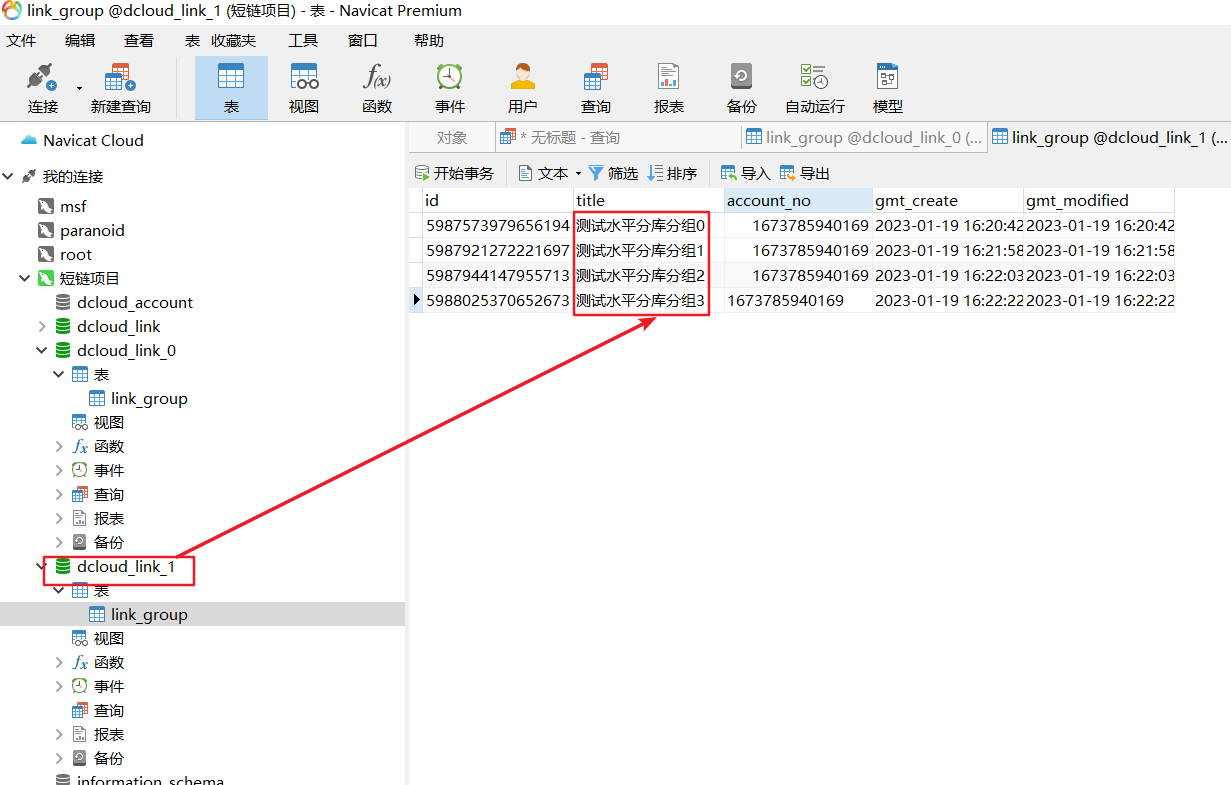 link_group @dcloud_link_1 (短链项目) - 表 - Navicat Premium
文件 编辑 查看 表 收藏夹 工具 窗口 帮助
连接 新建查询 表 视图 函数 事件 用户 查询 报表 备份 自动运行 模型
Navicat Cloud
我的连接
msf
paranoid
root
短链项目
dcloud_account
dcloud_link
dcloud_link_0
表
link_group
视图
函数
事件
查询
报表
备份
dcloud_link_1
表
link_group
视图
函数
事件
查询
报表
备份
information_schema
对象 * 无标题 - 查询 link_group @dcloud_link_0 (... link_group @dcloud_link_1 (...
开始事务 文本 筛选 排序 导入 导出
id title account_no gmt_create gmt_modified
5987573979656194 测试水平分库分组0 1673785940169 2023-01-19 16:20:42 2023-01-19 16:20:42
5987921272221697 测试水平分库分组1 1673785940169 2023-01-19 16:21:58 2023-01-19 16:21:58
5987944147955713 测试水平分库分组2 1673785940169 2023-01-19 16:22:03 2023-01-19 16:22:03
5988025370652673 测试水平分库分组3 1673785940169 2023-01-19 16:22:22 2023-01-19 16:22:22